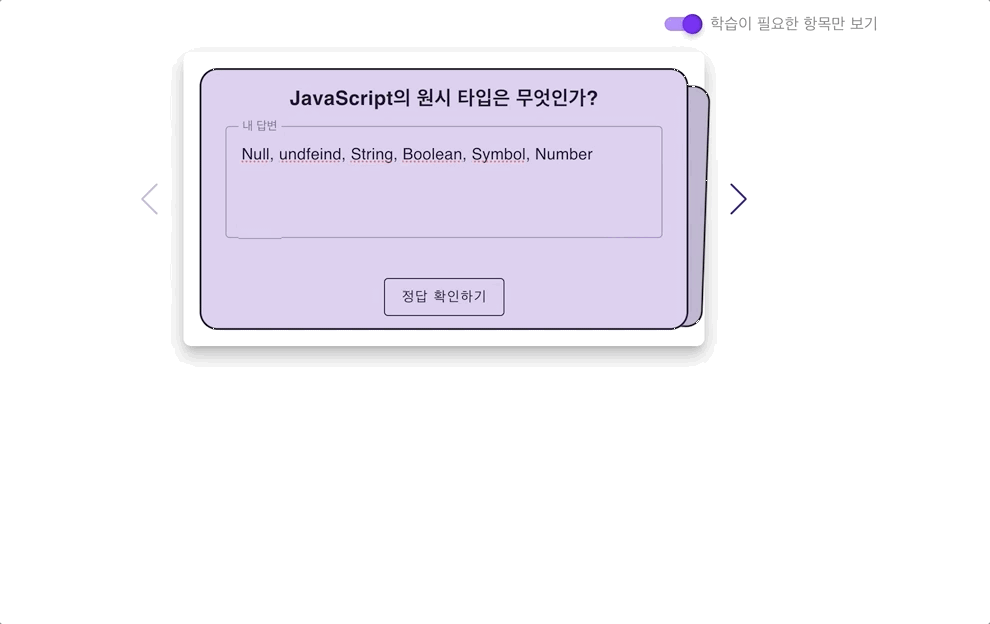 학습이 필요한 항목만 보기
JavaScript의 원시 타입은 무엇인가?
내 답변
Null, undfeind, String, Boolean, Symbol, Number
정답 확인하기